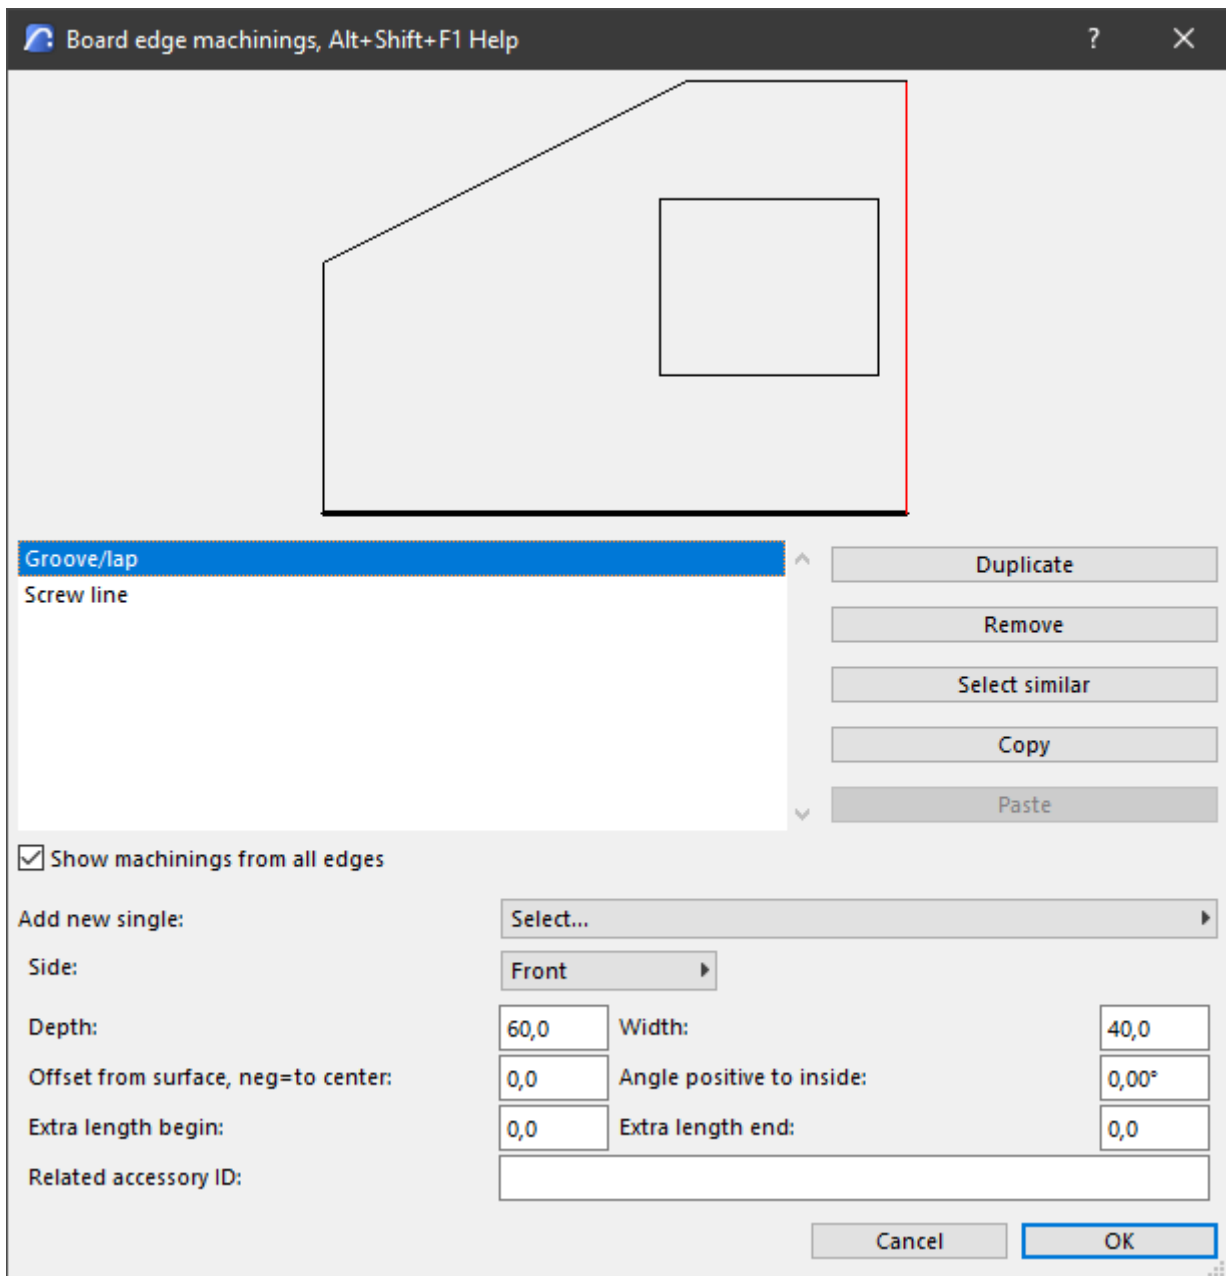 Board edge machinings, Alt+Shift+F1 Help
?
Groove/lap
Screw line
Duplicate
Remove
Select similar
Copy
Paste
Show machinings from all edges
Add new single: Select...
Side: Front
Depth: 60,0 Width: 40,0
Offset from surface, neg=to center: 0,0 Angle positive to inside: 0,00°
Extra length begin: 0,0 Extra length end: 0,0
Related accessory ID:
Cancel OK